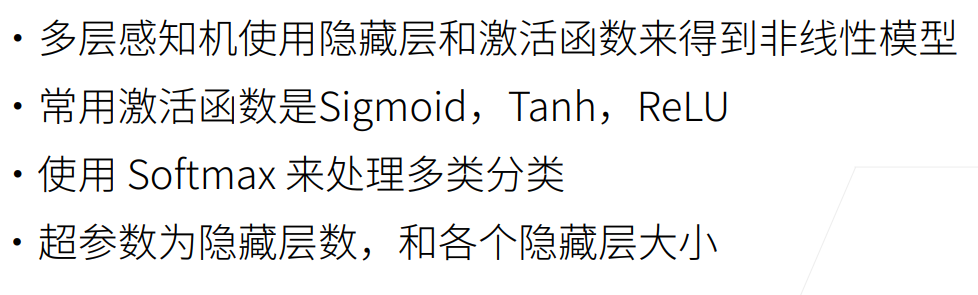 • 多层感知机使用隐藏层和激活函数来得到非线性模型
• 常用激活函数是Sigmoid，Tanh，ReLU
• 使用 Softmax 来处理多类分类
• 超参数为隐藏层数，和各个隐藏层大小